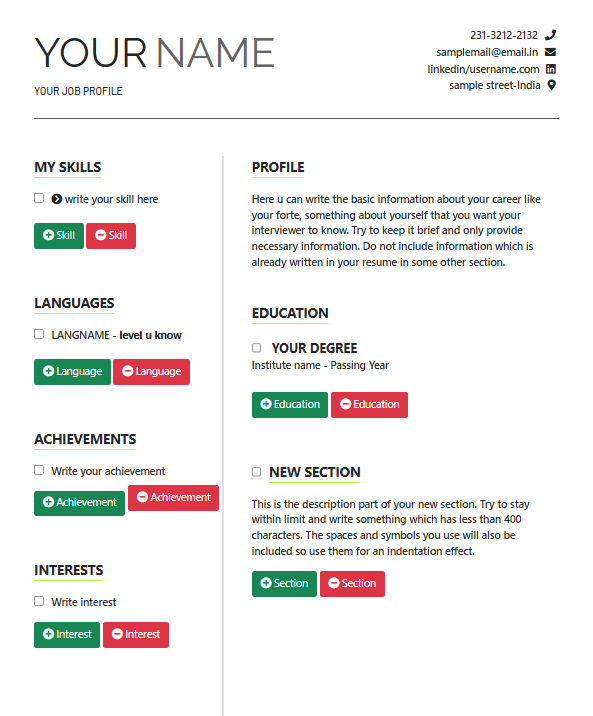 YOUR NAME
YOUR JOB PROFILE
231-3212-2132
samplemail@email.in
linkedin/username.com
sample street-India
MY SKILLS
write your skill here
Skill Skill
LANGUAGES
LANGNAME - level u know
Language Language
ACHIEVEMENTS
Write your achievement
Achievement Achievement
INTERESTS
Write interest
Interest Interest
PROFILE
Here u can write the basic information about your career like
your forte, something about yourself that you want your
interviewer to know. Try to keep it brief and only provide
necessary information. Do not include information which is
already written in your resume in some other section.
EDUCATION
YOUR DEGREE
Institute name - Passing Year
Education Education
NEW SECTION
This is the description part of your new section. Try to stay
within limit and write something which has less than 400
characters. The spaces and symbols you use will also be
included so use them for an indentation effect.
Section Section